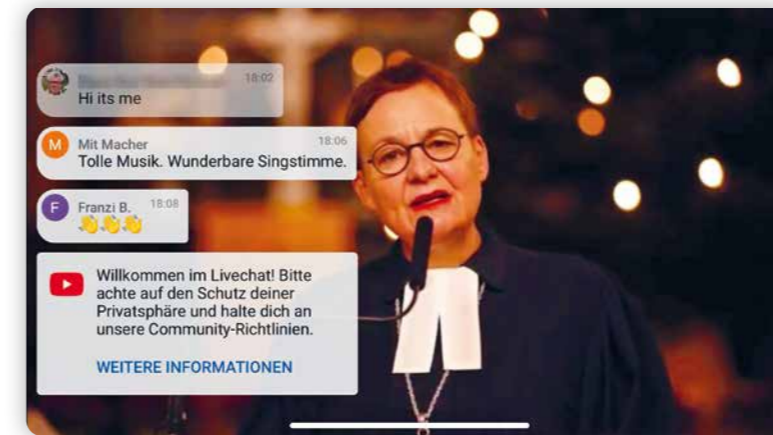 18:02
Hi its me
M Mit Macher 18:06
Tolle Musik. Wunderbare Singstimme.
F Franzi B. 18:08
👏👏👏
Willkommen im Livechat! Bitte
achte auf den Schutz deiner
Privatsphäre und halte dich an
unsere Community-Richtlinien.
WEITERE INFORMATIONEN